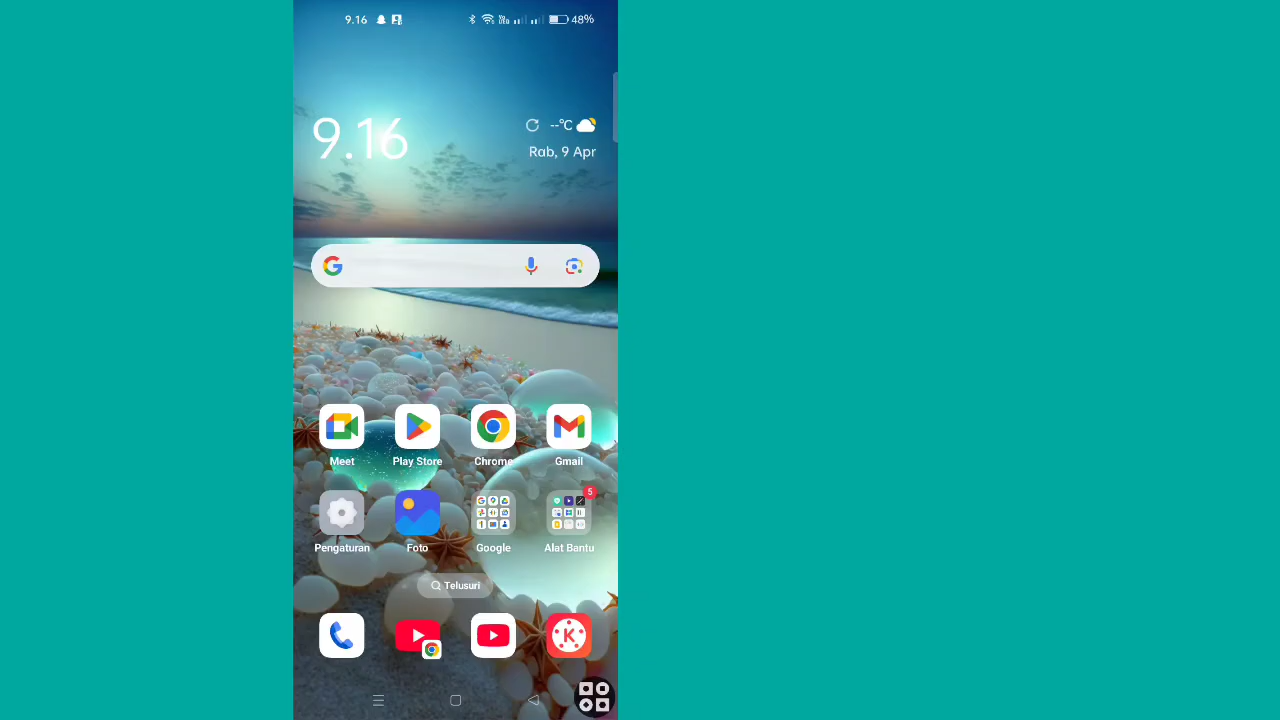 9.16
48%
9.16
--°C
Rab, 9 Apr
Meet
Play Store
Chrome
Gmail
5
Pengaturan
Foto
Google
Alat Bantu
Telusuri